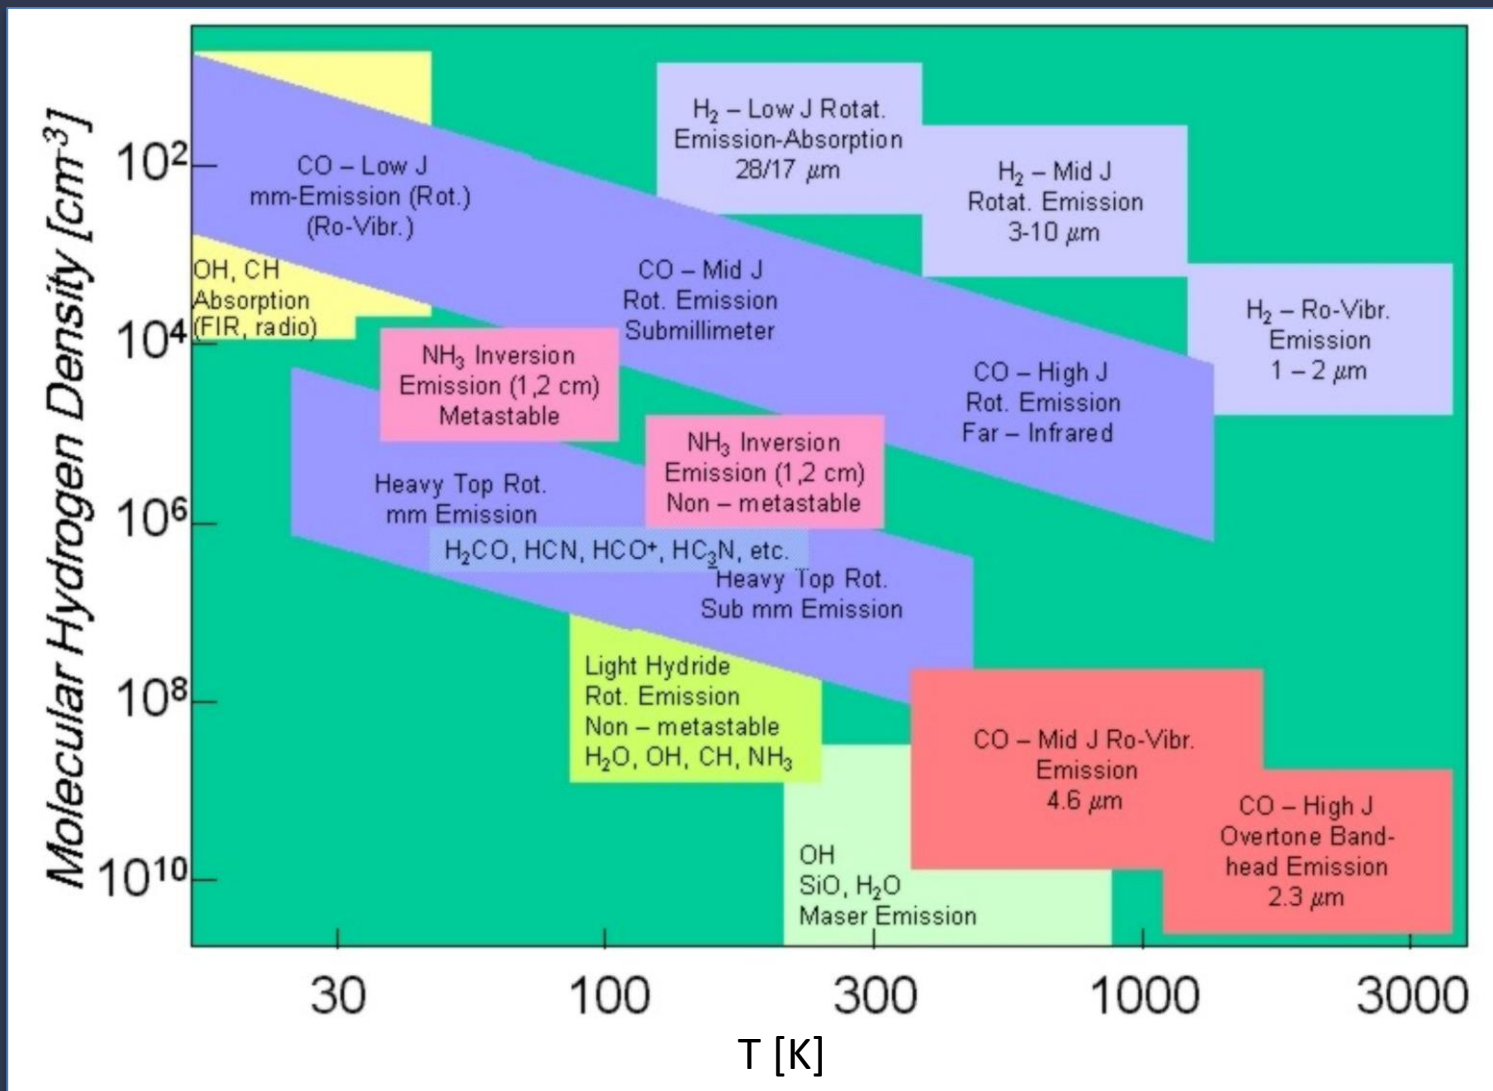 Molecular Hydrogen Density [cm-3]
10²
10⁴
10⁶
10⁸
10¹⁰
CO – Low J
mm-Emission (Rot.)
(Ro-Vibr.)
H₂ – Low J Rotat.
Emission-Absorption
28/17 μm
H₂ – Mid J
Rotat. Emission
3-10 μm
OH, CH
Absorption
(FIR, radio)
CO – Mid J
Rot. Emission
Submillimeter
H₂ – Ro-Vibr.
Emission
1 – 2 μm
NH₃ Inversion
Emission (1,2 cm)
Metastable
CO – High J
Rot. Emission
Far – Infrared
NH₃ Inversion
Emission (1,2 cm)
Non – metastable
Heavy Top Rot.
mm Emission
H₂CO, HCN, HCO⁺, HC₃N, etc.
Heavy Top Rot.
Sub mm Emission
Light Hydride
Rot. Emission
Non – metastable
H₂O, OH, CH, NH₃
CO – Mid J Ro-Vibr.
Emission
4.6 μm
CO – High J
Overtone Band-
head Emission
2.3 μm
OH
SiO, H₂O
Maser Emission
30 100 300 1000 3000
T [K]